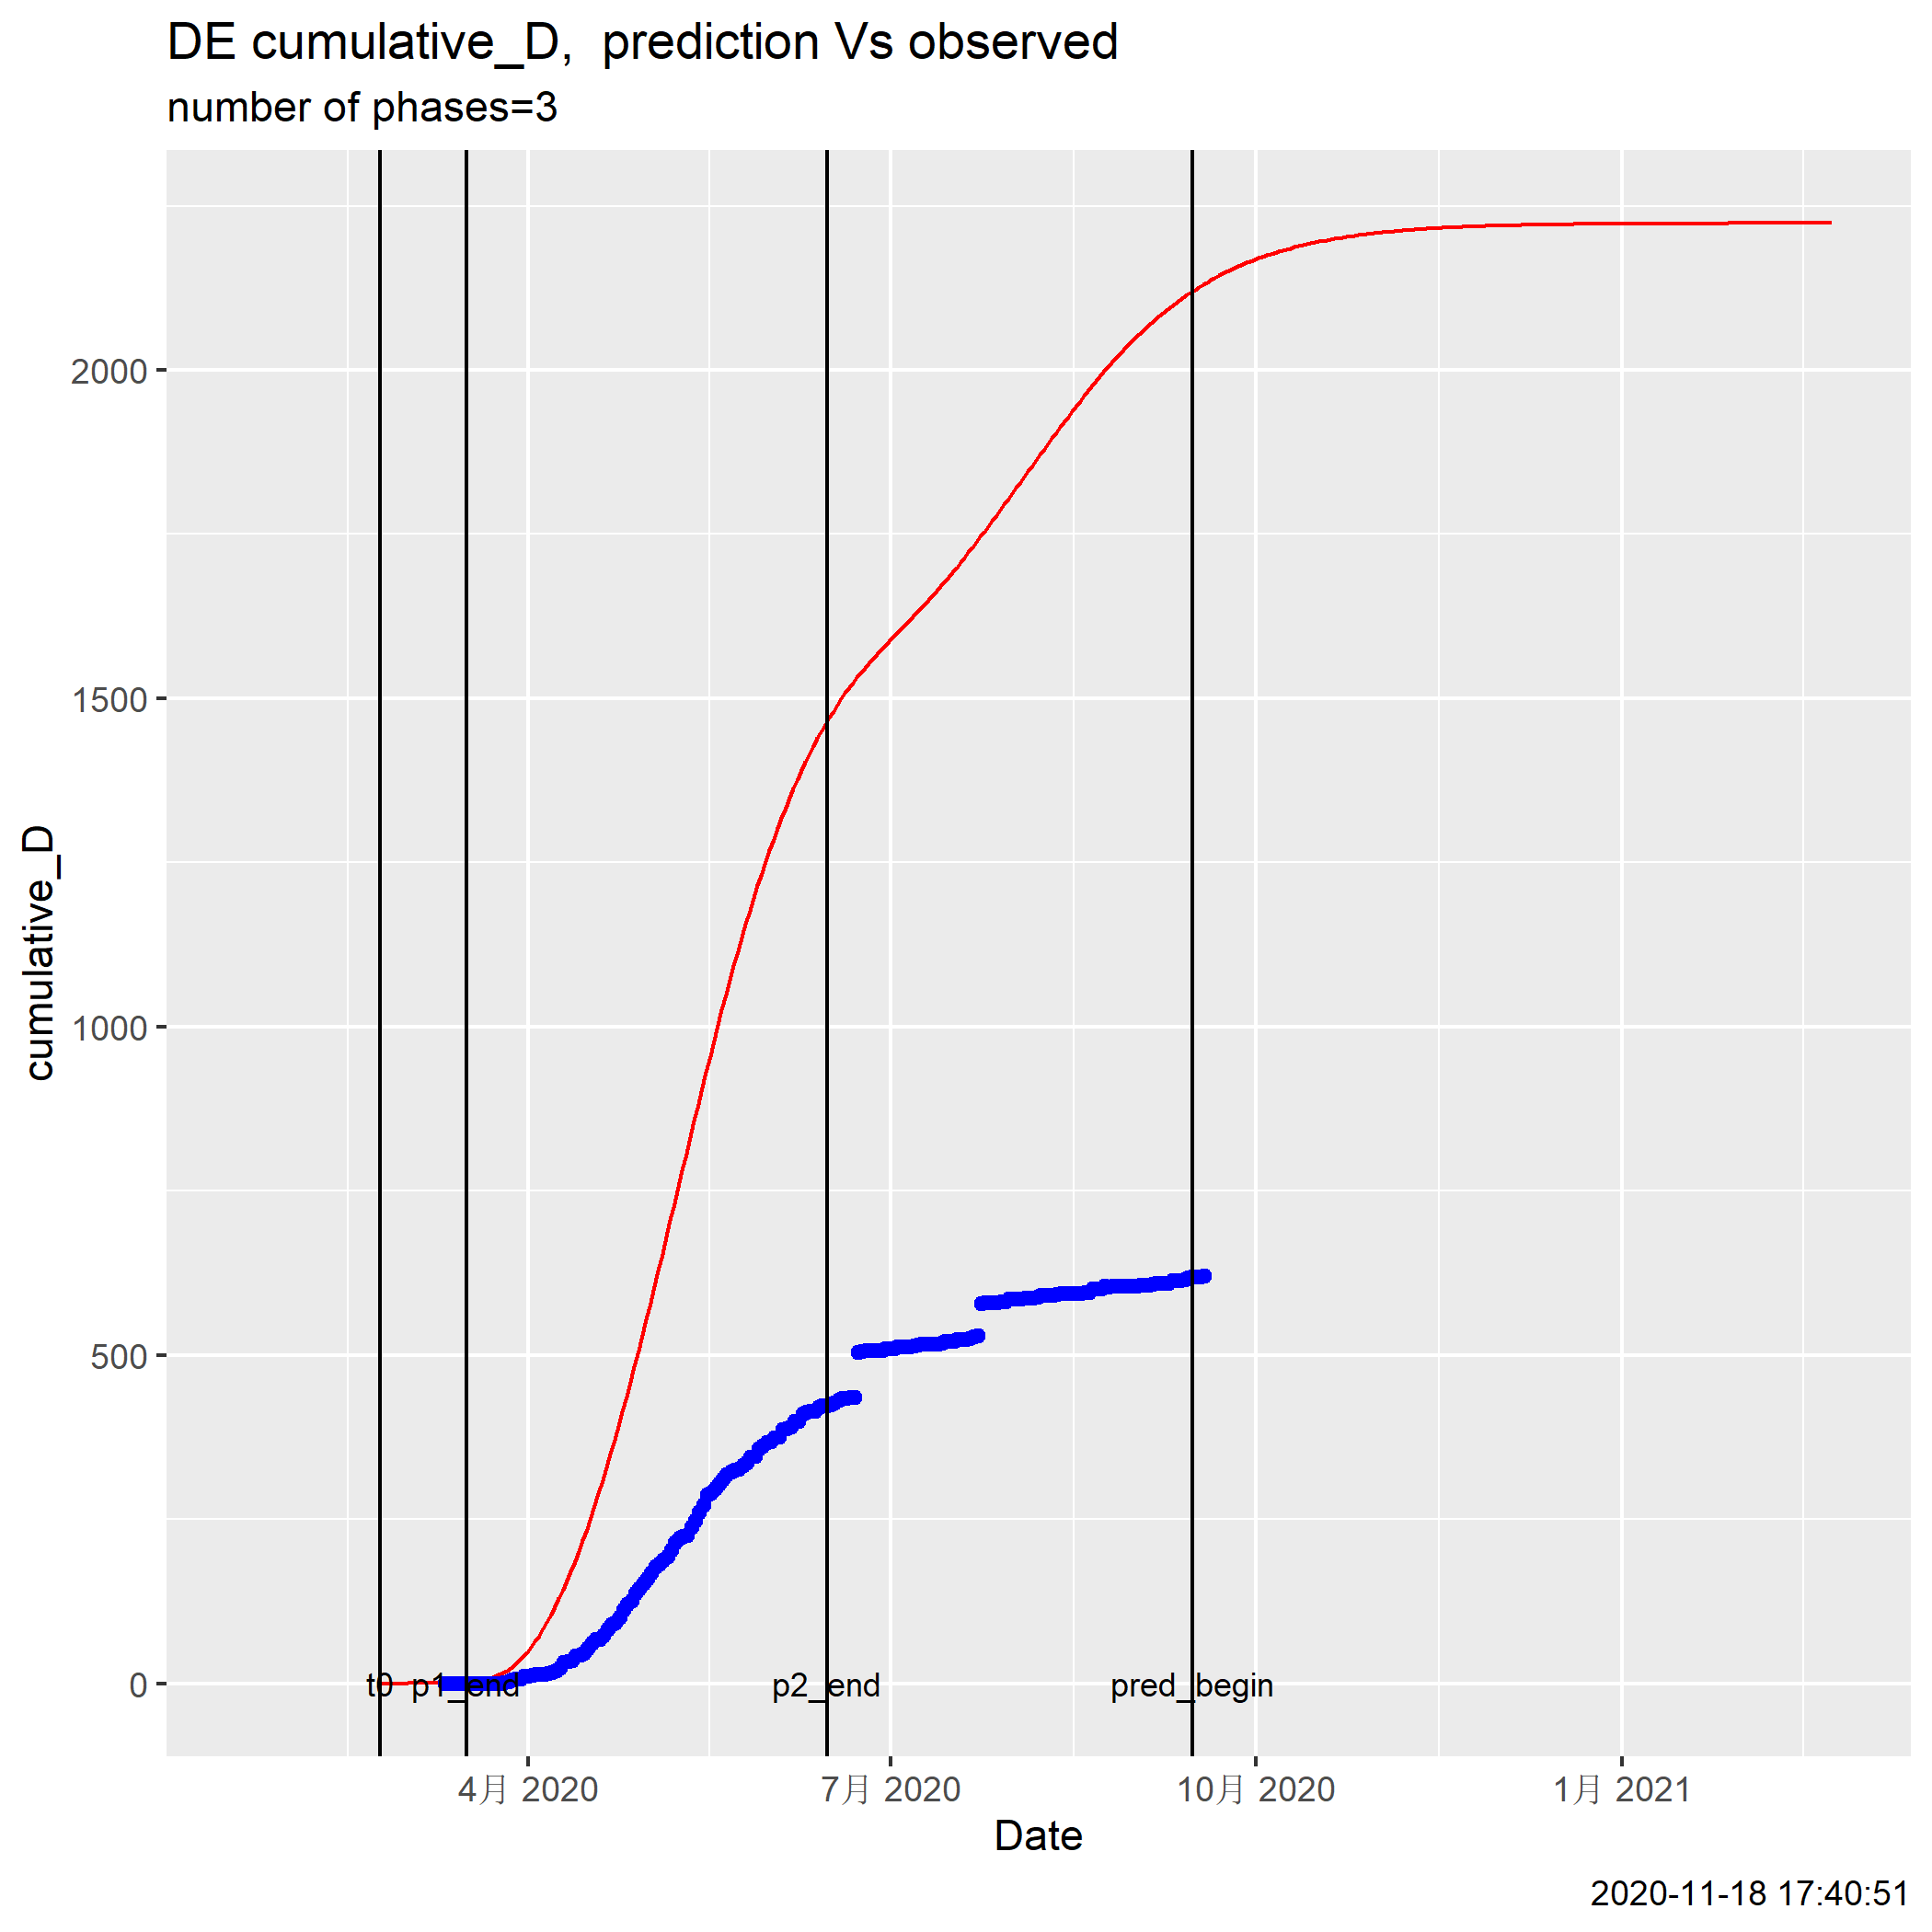 DE cumulative_D,  prediction Vs observed
number of phases=3
cumulative_D
2000
1500
1000
500
0
t0 p1_end p2_end pred_begin
4月 2020 7月 2020 10月 2020 1月 2021
Date
2020-11-18 17:40:51